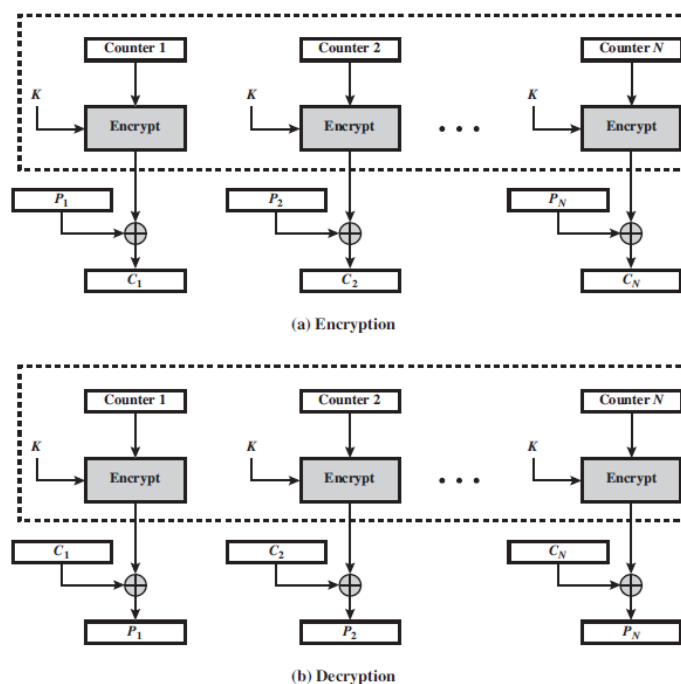 Counter 1 Counter 2 Counter N
K K K
Encrypt Encrypt • • • Encrypt
P1 P2 PN
C1 C2 CN
(a) Encryption
Counter 1 Counter 2 Counter N
K K K
Encrypt Encrypt • • • Encrypt
C1 C2 CN
P1 P2 PN
(b) Decryption